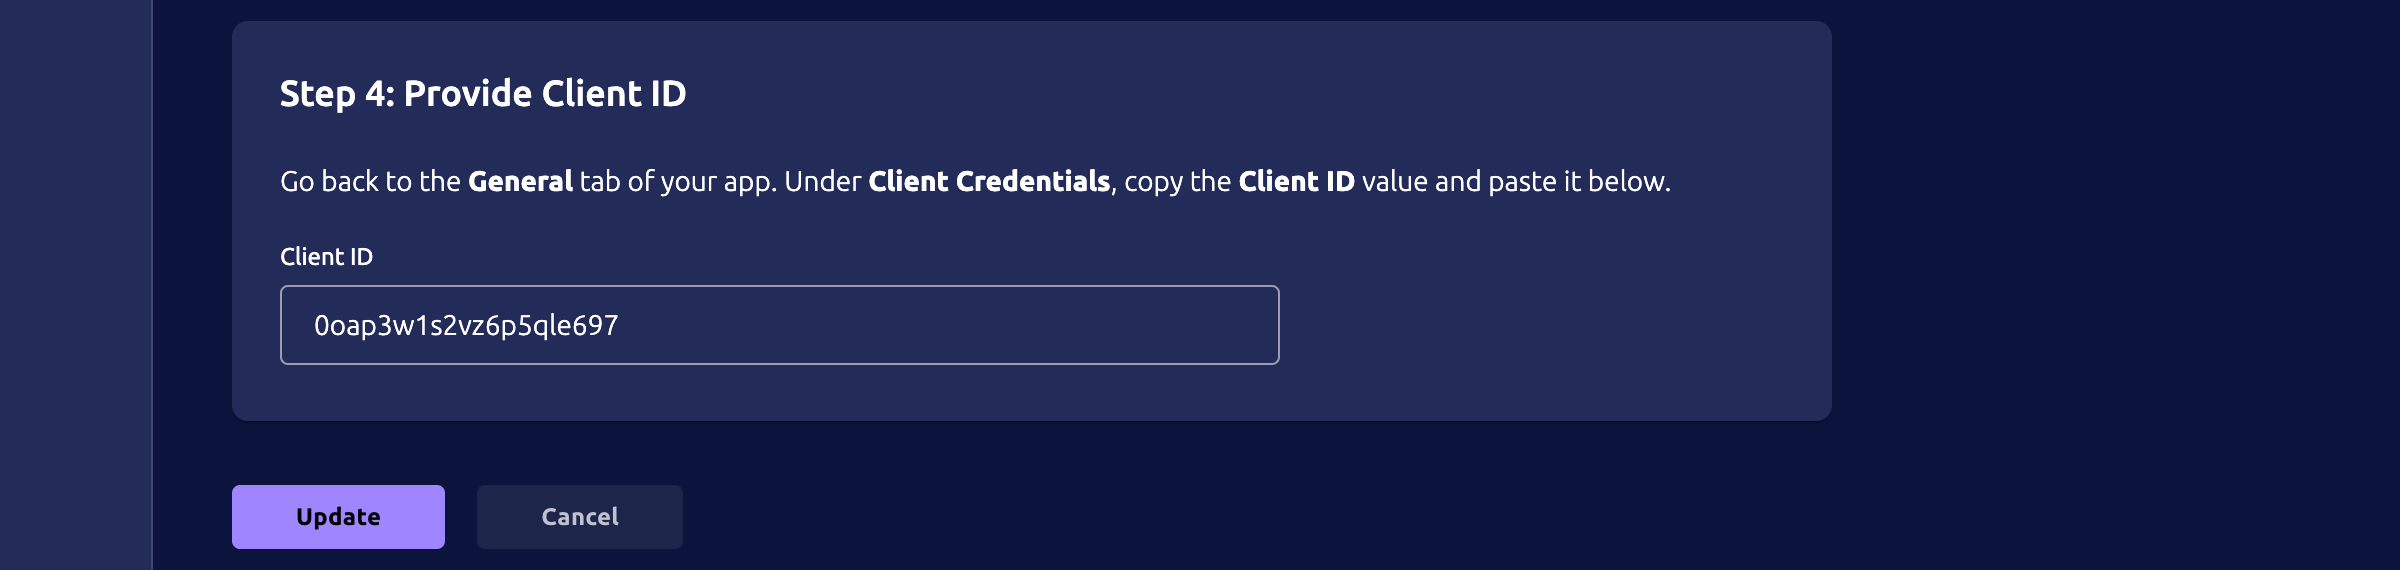 Step 4: Provide Client ID
Go back to the General tab of your app. Under Client Credentials, copy the Client ID value and paste it below.
Client ID
0oap3w1s2vz6p5qle697
Update
Cancel